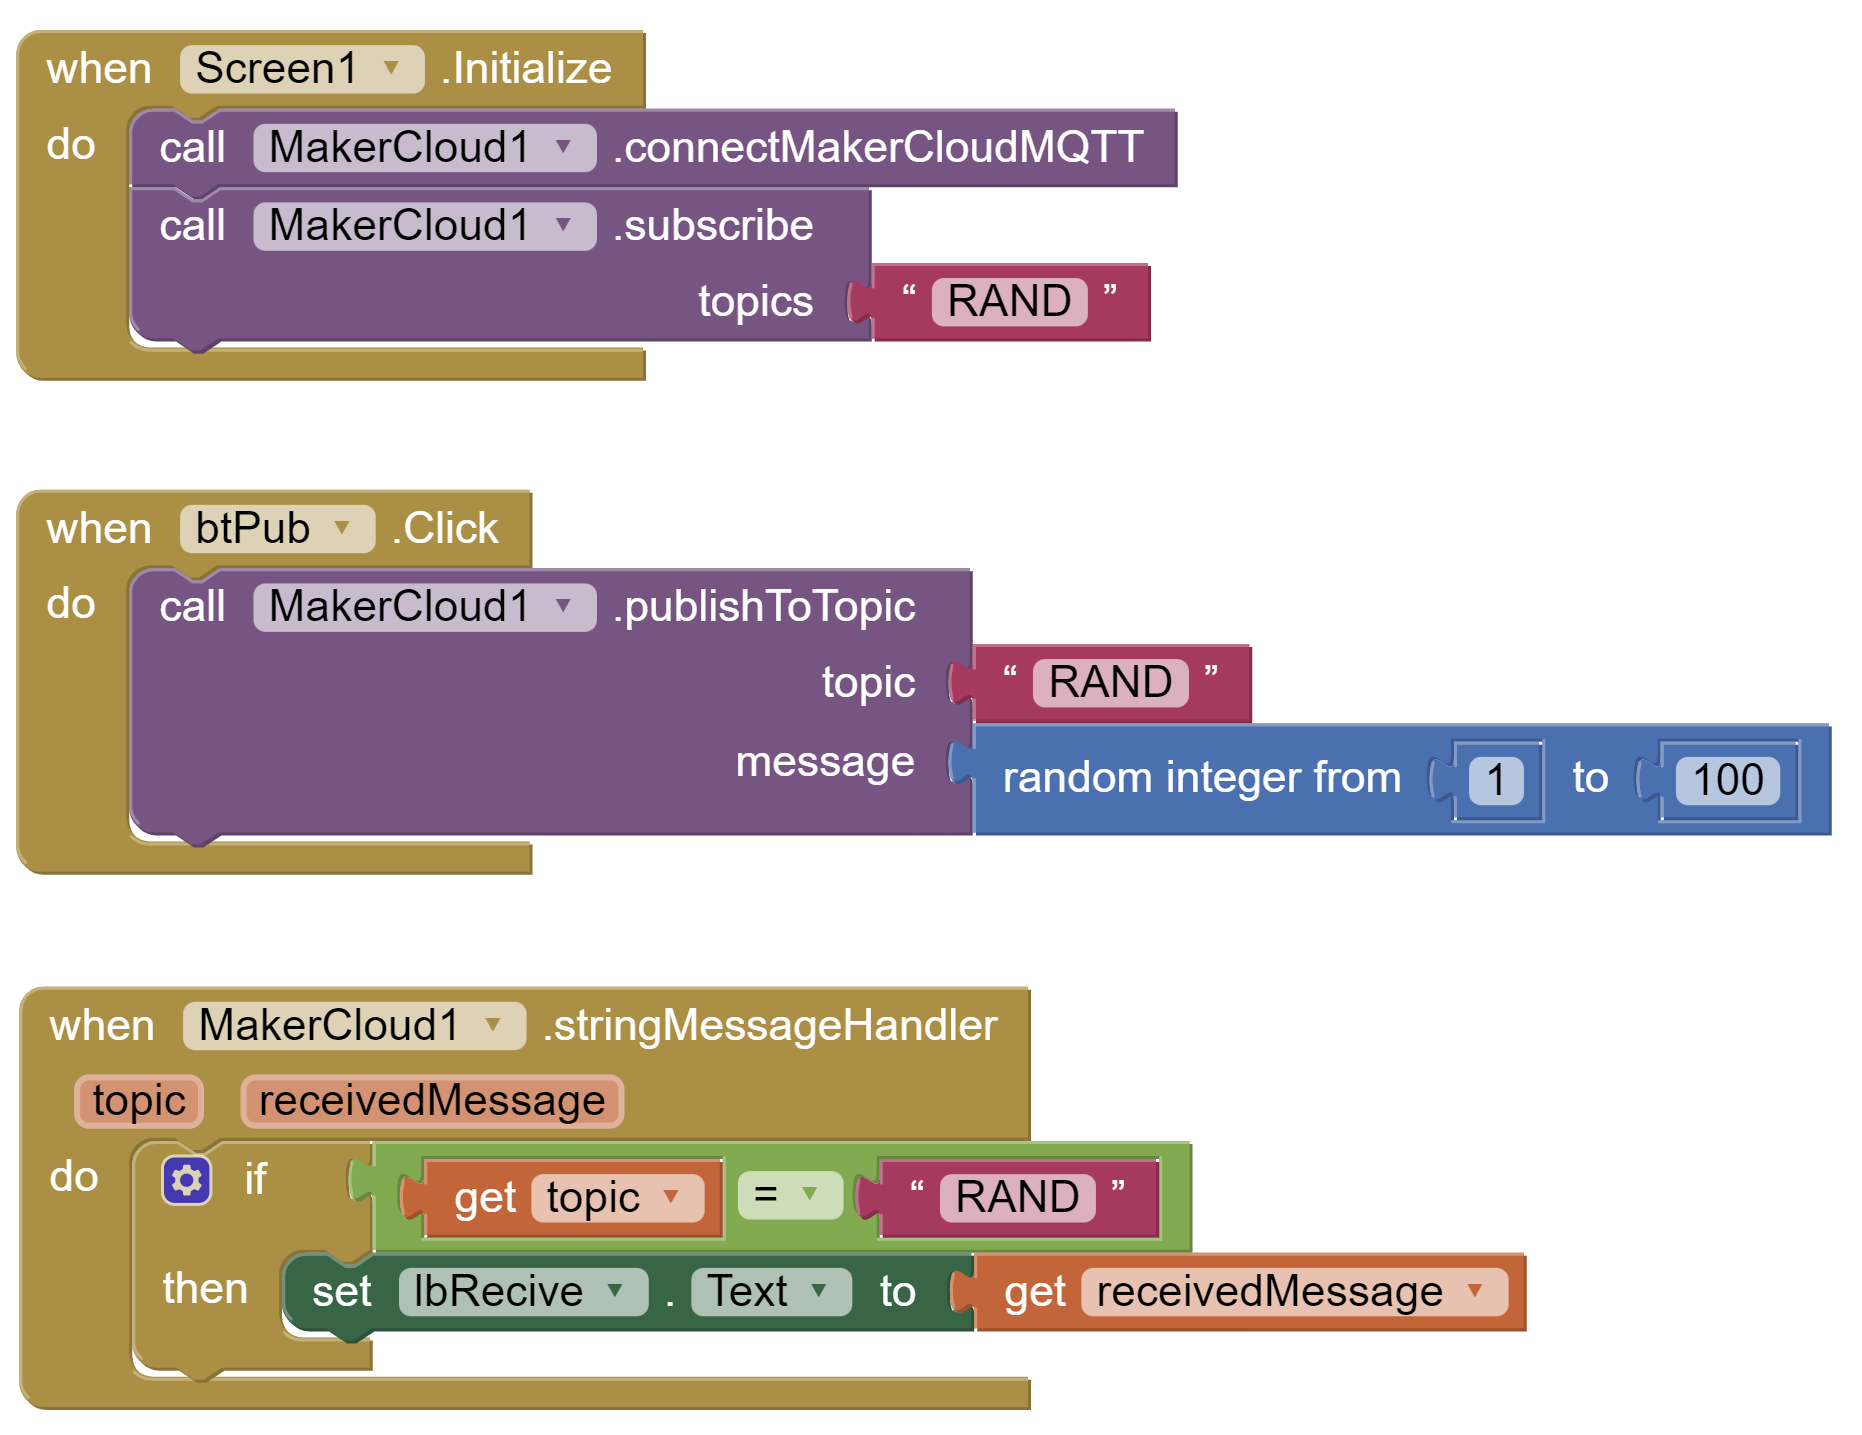 when Screen1 .Initialize
do call MakerCloud1 .connectMakerCloudMQTT
call MakerCloud1 .subscribe
topics “ RAND ”
when btPub .Click
do call MakerCloud1 .publishToTopic
topic “ RAND ”
message random integer from 1 to 100
when MakerCloud1 .stringMessageHandler
topic receivedMessage
do if get topic = “ RAND ”
then set lbRecive . Text to get receivedMessage